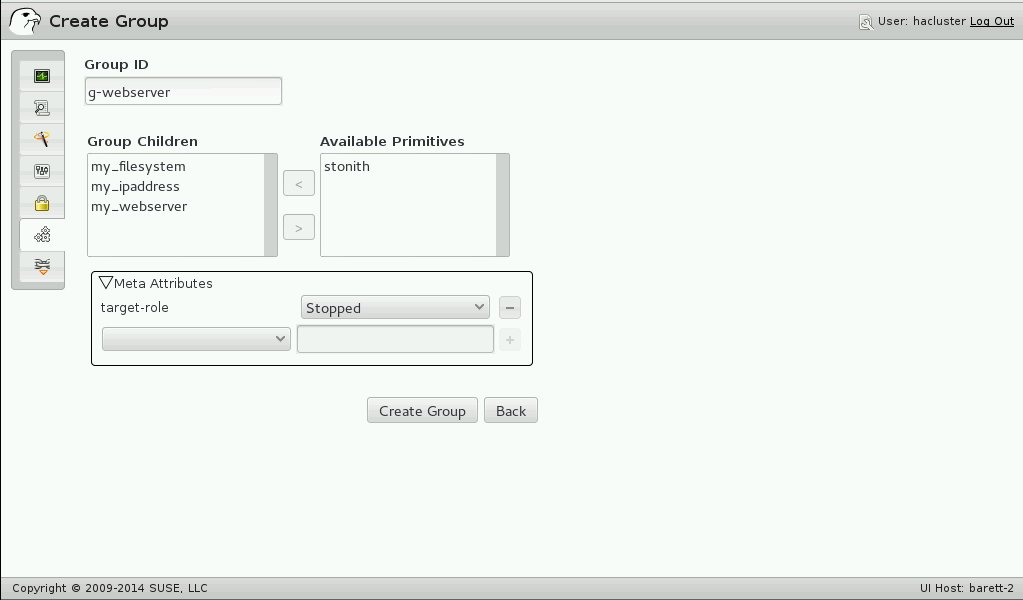 Create Group
User: hacluster Log Out
Group ID
g-webserver
Group Children
Available Primitives
my_filesystem
my_ipaddress
my_webserver
<
>
stonith
Meta Attributes
target-role
Stopped
−
+
Create Group
Back
Copyright © 2009-2014 SUSE, LLC
UI Host: barett-2